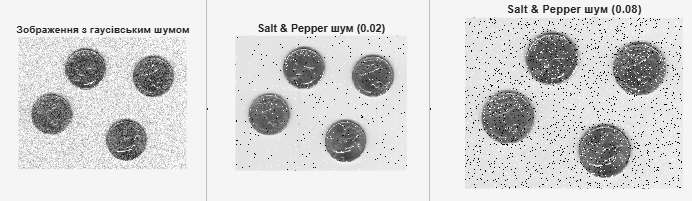 Зображення з гаусівським шумом
Salt & Pepper шум (0.02)
Salt & Pepper шум (0.08)